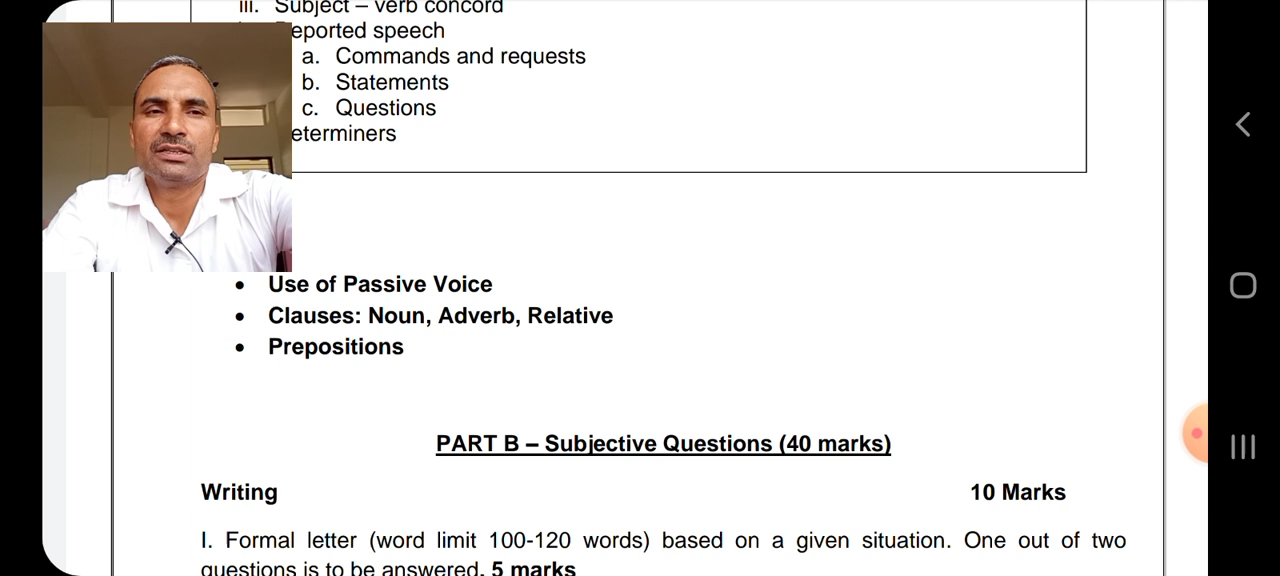 iii. Subject – verb concord
eported speech
a. Commands and requests
b. Statements
c. Questions
eterminers
• Use of Passive Voice
• Clauses: Noun, Adverb, Relative
• Prepositions
PART B – Subjective Questions (40 marks)
Writing 10 Marks
I. Formal letter (word limit 100-120 words) based on a given situation. One out of two
questions is to be answered. 5 marks